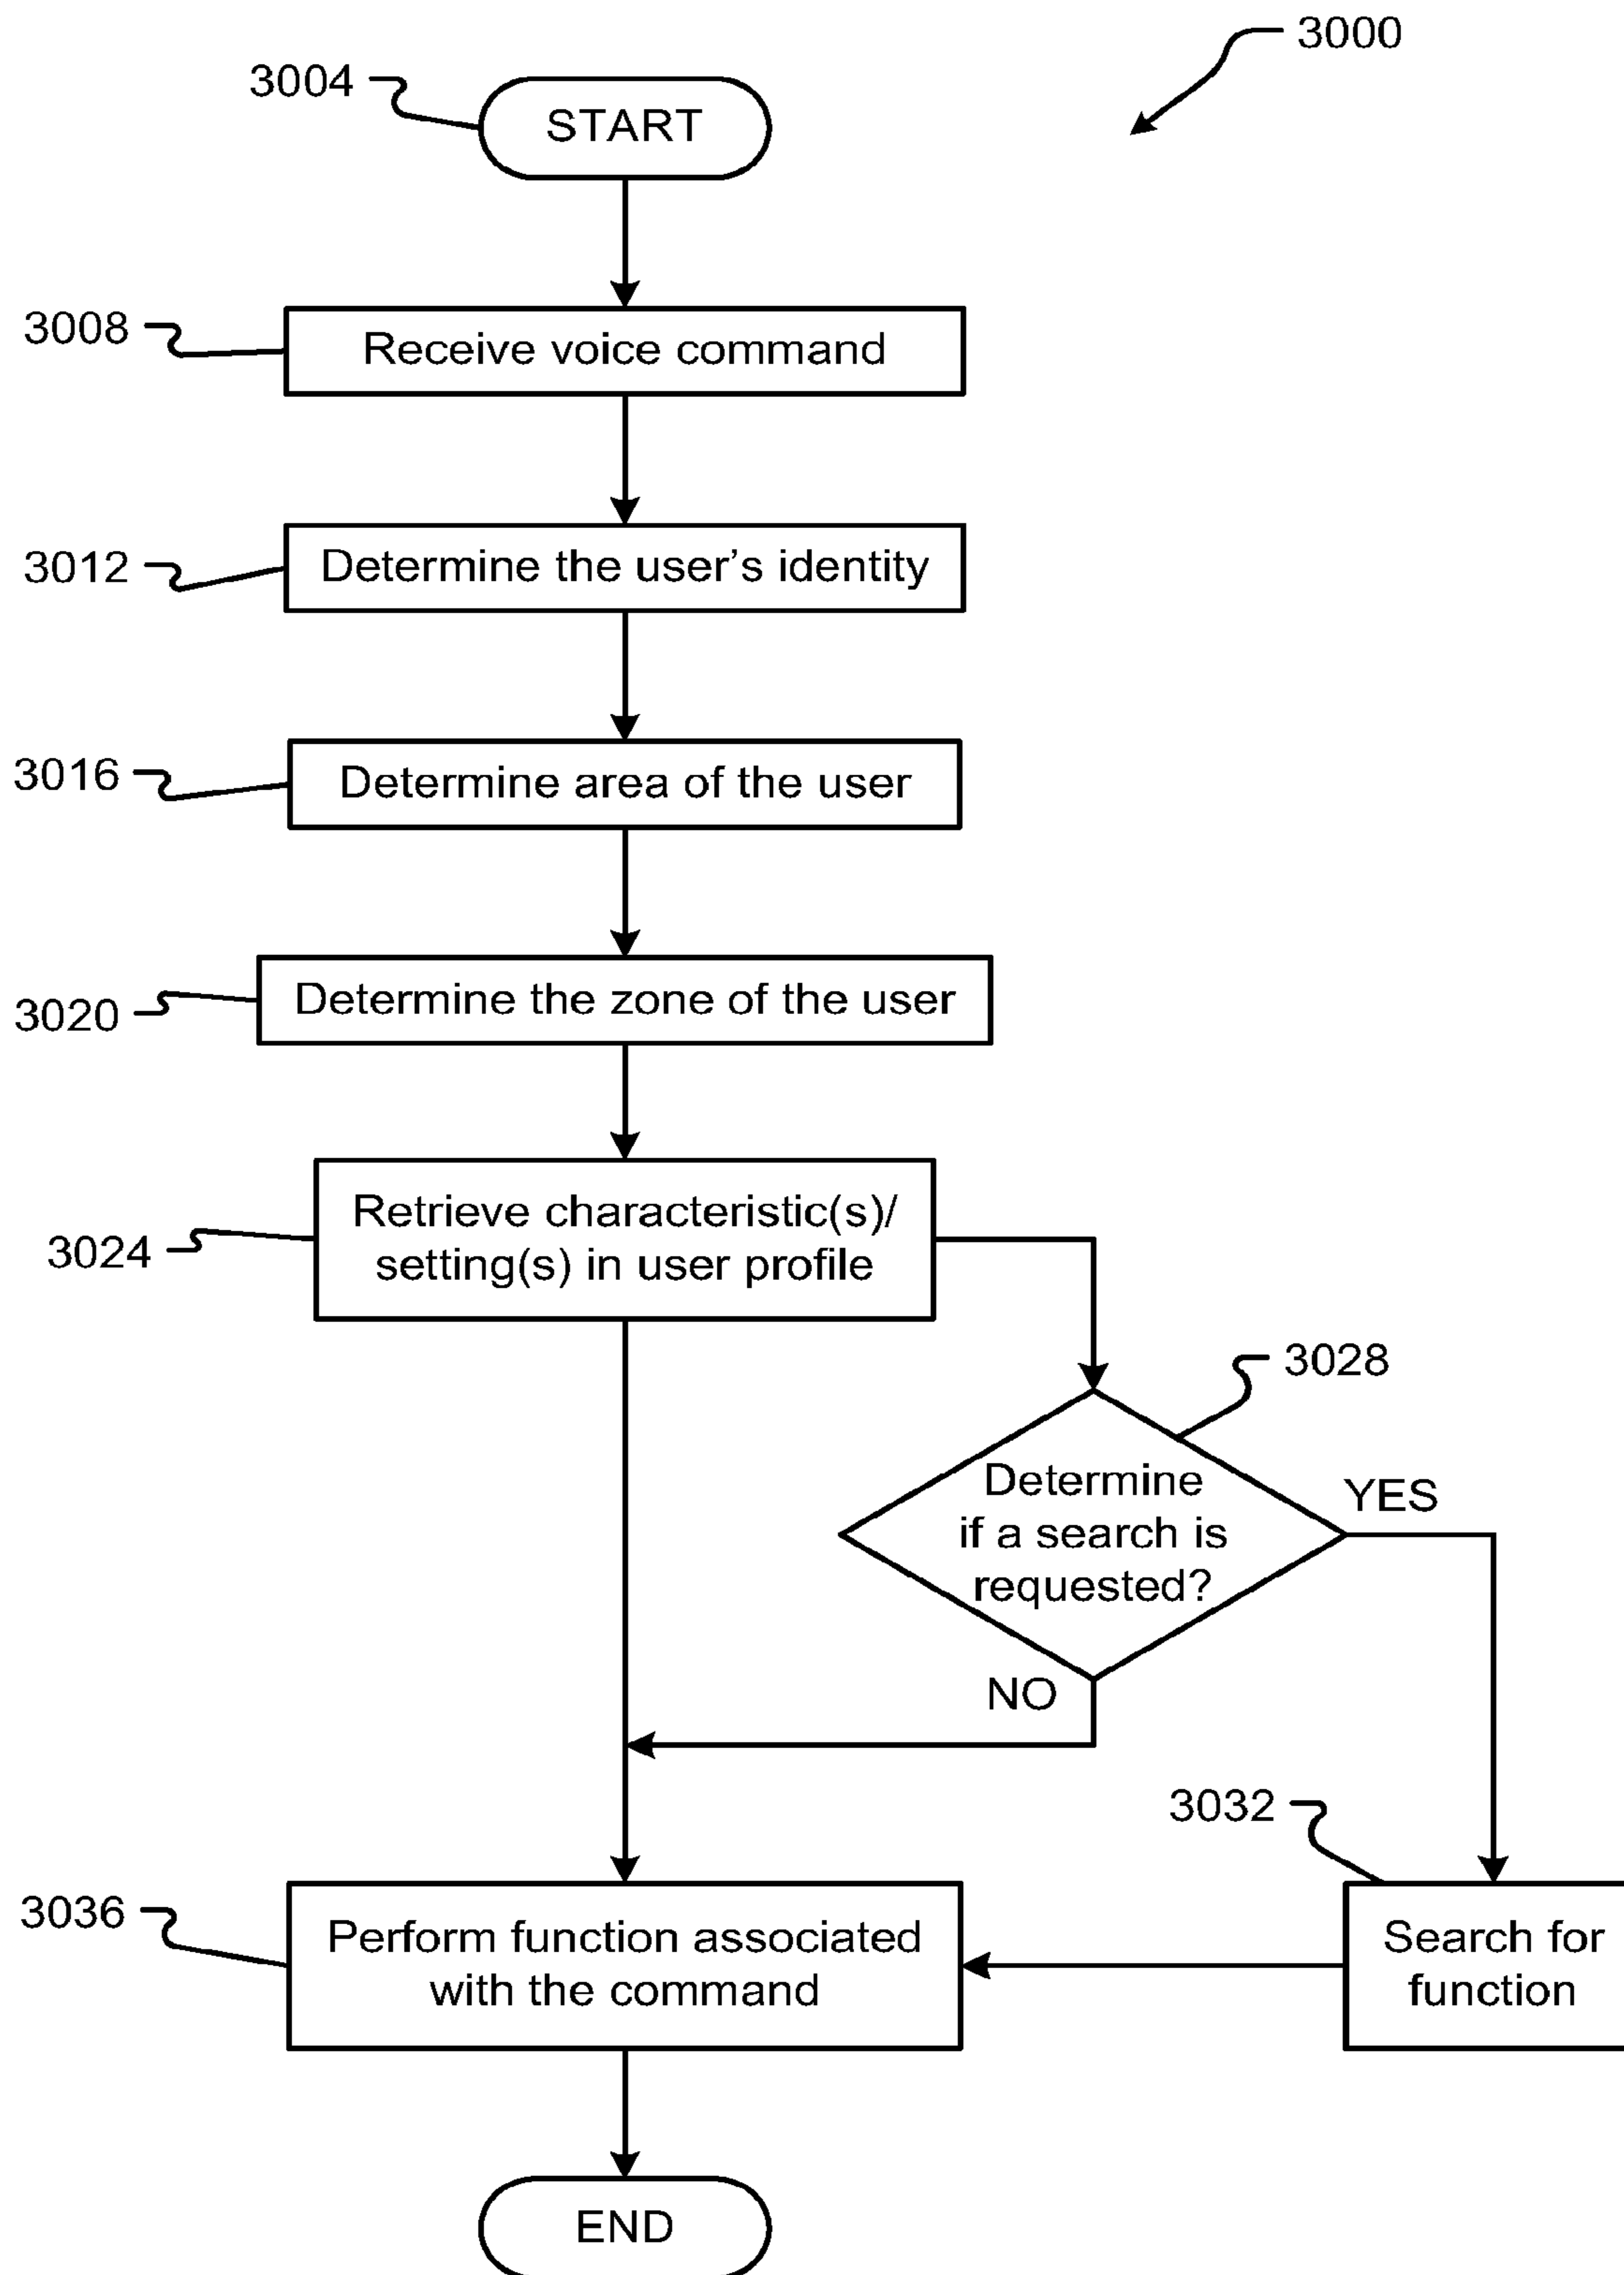 3000
3004
START
3008
Receive voice command
3012
Determine the user's identity
3016
Determine area of the user
3020
Determine the zone of the user
3024
Retrieve characteristic(s)/
setting(s) in user profile
3028
Determine
if a search is
requested?
YES
NO
3032
Search for
function
3036
Perform function associated
with the command
END